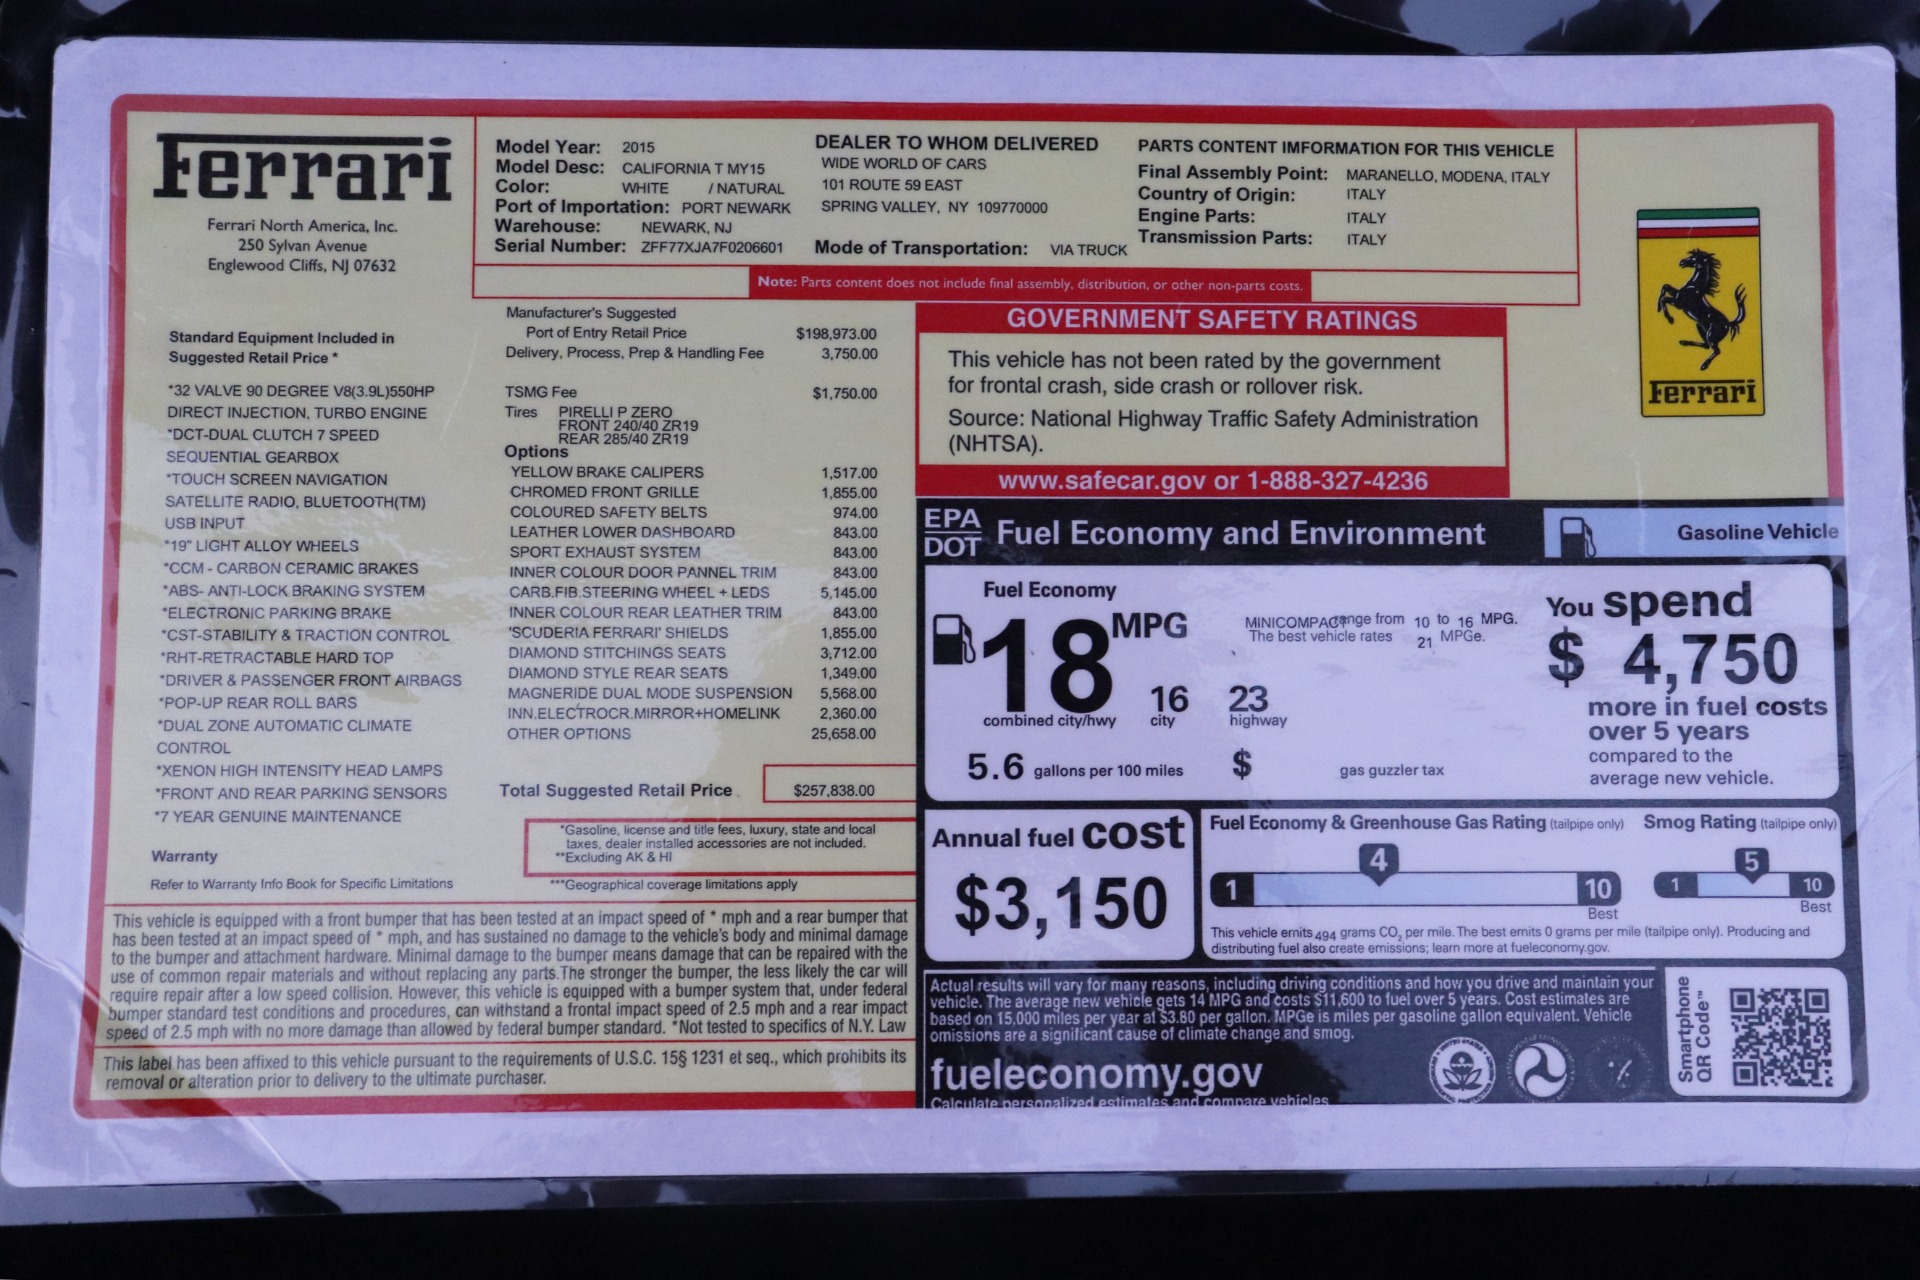 Ferrari
Ferrari North America, Inc.
250 Sylvan Avenue
Englewood Cliffs, NJ 07632
Model Year: 2015
Model Desc: CALIFORNIA T MY15
Color: WHITE / NATURAL
Port of Importation: PORT NEWARK
Warehouse: NEWARK, NJ
Serial Number: ZFF77XJA7F0206601
DEALER TO WHOM DELIVERED
WIDE WORLD OF CARS
101 ROUTE 59 EAST
SPRING VALLEY, NY 109770000
Mode of Transportation: VIA TRUCK
PARTS CONTENT IMFORMATION FOR THIS VEHICLE
Final Assembly Point: MARANELLO, MODENA, ITALY
Country of Origin: ITALY
Engine Parts: ITALY
Transmission Parts: ITALY
Note: Parts content does not include final assembly, distribution, or other non-parts costs.
Ferrari
Standard Equipment Included in
Suggested Retail Price *
*32 VALVE 90 DEGREE V8(3.9L)550HP
DIRECT INJECTION, TURBO ENGINE
*DCT-DUAL CLUTCH 7 SPEED
SEQUENTIAL GEARBOX
*TOUCH SCREEN NAVIGATION
SATELLITE RADIO, BLUETOOTH(TM)
USB INPUT
*19" LIGHT ALLOY WHEELS
*CCM - CARBON CERAMIC BRAKES
*ABS- ANTI-LOCK BRAKING SYSTEM
*ELECTRONIC PARKING BRAKE
*CST-STABILITY & TRACTION CONTROL
*RHT-RETRACTABLE HARD TOP
*DRIVER & PASSENGER FRONT AIRBAGS
*POP-UP REAR ROLL BARS
*DUAL ZONE AUTOMATIC CLIMATE
CONTROL
*XENON HIGH INTENSITY HEAD LAMPS
*FRONT AND REAR PARKING SENSORS
*7 YEAR GENUINE MAINTENANCE
Warranty
Refer to Warranty Info Book for Specific Limitations
Manufacturer's Suggested
Port of Entry Retail Price $198,973.00
Delivery, Process, Prep & Handling Fee 3,750.00
TSMG Fee $1,750.00
Tires PIRELLI P ZERO
FRONT 240/40 ZR19
REAR 285/40 ZR19
Options
YELLOW BRAKE CALIPERS 1,517.00
CHROMED FRONT GRILLE 1,855.00
COLOURED SAFETY BELTS 974.00
LEATHER LOWER DASHBOARD 843.00
SPORT EXHAUST SYSTEM 843.00
INNER COLOUR DOOR PANNEL TRIM 843.00
CARB.FIB.STEERING WHEEL + LEDS 5,145.00
INNER COLOUR REAR LEATHER TRIM 843.00
'SCUDERIA FERRARI' SHIELDS 1,855.00
DIAMOND STITCHINGS SEATS 3,712.00
DIAMOND STYLE REAR SEATS 1,349.00
MAGNERIDE DUAL MODE SUSPENSION 5,568.00
INN.ELECTROCR.MIRROR+HOMELINK 2,360.00
OTHER OPTIONS 25,658.00
Total Suggested Retail Price $257,838.00
*Gasoline, license and title fees, luxury, state and local
taxes, dealer installed accessories are not included.
**Excluding AK & HI
***Geographical coverage limitations apply
This vehicle is equipped with a front bumper that has been tested at an impact speed of * mph and a rear bumper that
has been tested at an impact speed of * mph, and has sustained no damage to the vehicle's body and minimal damage
to the bumper and attachment hardware. Minimal damage to the bumper means damage that can be repaired with the
use of common repair materials and without replacing any parts.The stronger the bumper, the less likely the car will
require repair after a low speed collision. However, this vehicle is equipped with a bumper system that, under federal
bumper standard test conditions and procedures, can withstand a frontal impact speed of 2.5 mph and a rear impact
speed of 2.5 mph with no more damage than allowed by federal bumper standard. *Not tested to specifics of N.Y. Law
This label has been affixed to this vehicle pursuant to the requirements of U.S.C. 15§ 1231 et seq., which prohibits its
removal or alteration prior to delivery to the ultimate purchaser.
GOVERNMENT SAFETY RATINGS
This vehicle has not been rated by the government
for frontal crash, side crash or rollover risk.
Source: National Highway Traffic Safety Administration
(NHTSA).
www.safecar.gov or 1-888-327-4236
EPA
DOT Fuel Economy and Environment
Gasoline Vehicle
Fuel Economy
18 MPG
combined city/hwy
16
city
23
highway
5.6 gallons per 100 miles
$ gas guzzler tax
MINICOMPACT range from 10 to 16 MPG.
The best vehicle rates 21 MPGe.
You spend
$ 4,750
more in fuel costs
over 5 years
compared to the
average new vehicle.
Annual fuel cost
$3,150
Fuel Economy & Greenhouse Gas Rating (tailpipe only)
4
1 10
Best
Smog Rating (tailpipe only)
5
1 10
Best
This vehicle emits 494 grams CO2 per mile. The best emits 0 grams per mile (tailpipe only). Producing and
distributing fuel also create emissions; learn more at fueleconomy.gov.
Actual results will vary for many reasons, including driving conditions and how you drive and maintain your
vehicle. The average new vehicle gets 14 MPG and costs $11,600 to fuel over 5 years. Cost estimates are
based on 15,000 miles per year at $3.80 per gallon. MPGe is miles per gasoline gallon equivalent. Vehicle
omissions are a significant cause of climate change and smog.
fueleconomy.gov
Calculate personalized estimates and compare vehicles
Smartphone
QR Code™